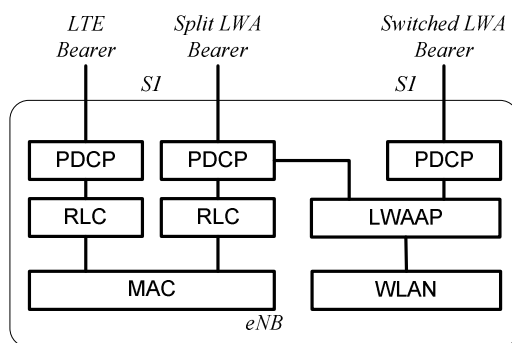 LTE Bearer
Split LWA Bearer
Switched LWA Bearer
S1
S1
PDCP
PDCP
PDCP
RLC
RLC
LWAAP
MAC
WLAN
eNB